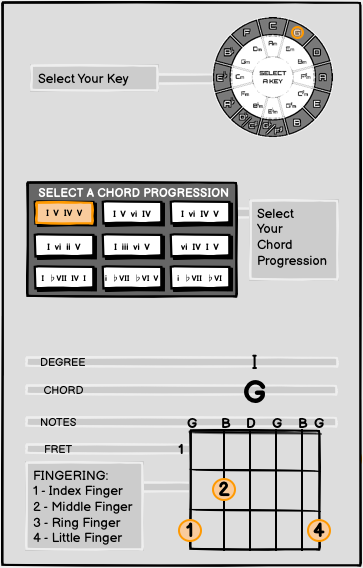 Select Your Key
C
G
D
A
E
B
F
B♭
E♭
A♭
Am
Em
Bm
Dm
Gm
Cm
Fm
SELECT
A KEY
SELECT A CHORD PROGRESSION
I V IV V
I V vi IV
I vi IV V
I vi ii V
I iii vi V
vi IV I V
I ♭VII IV I
i ♭VII ♭VI V
i ♭VII ♭VI
Select
Your
Chord
Progression
DEGREE I
CHORD G
NOTES G B D G B G
FRET 1
FINGERING:
1 - Index Finger
2 - Middle Finger
3 - Ring Finger
4 - Little Finger
2
1
4